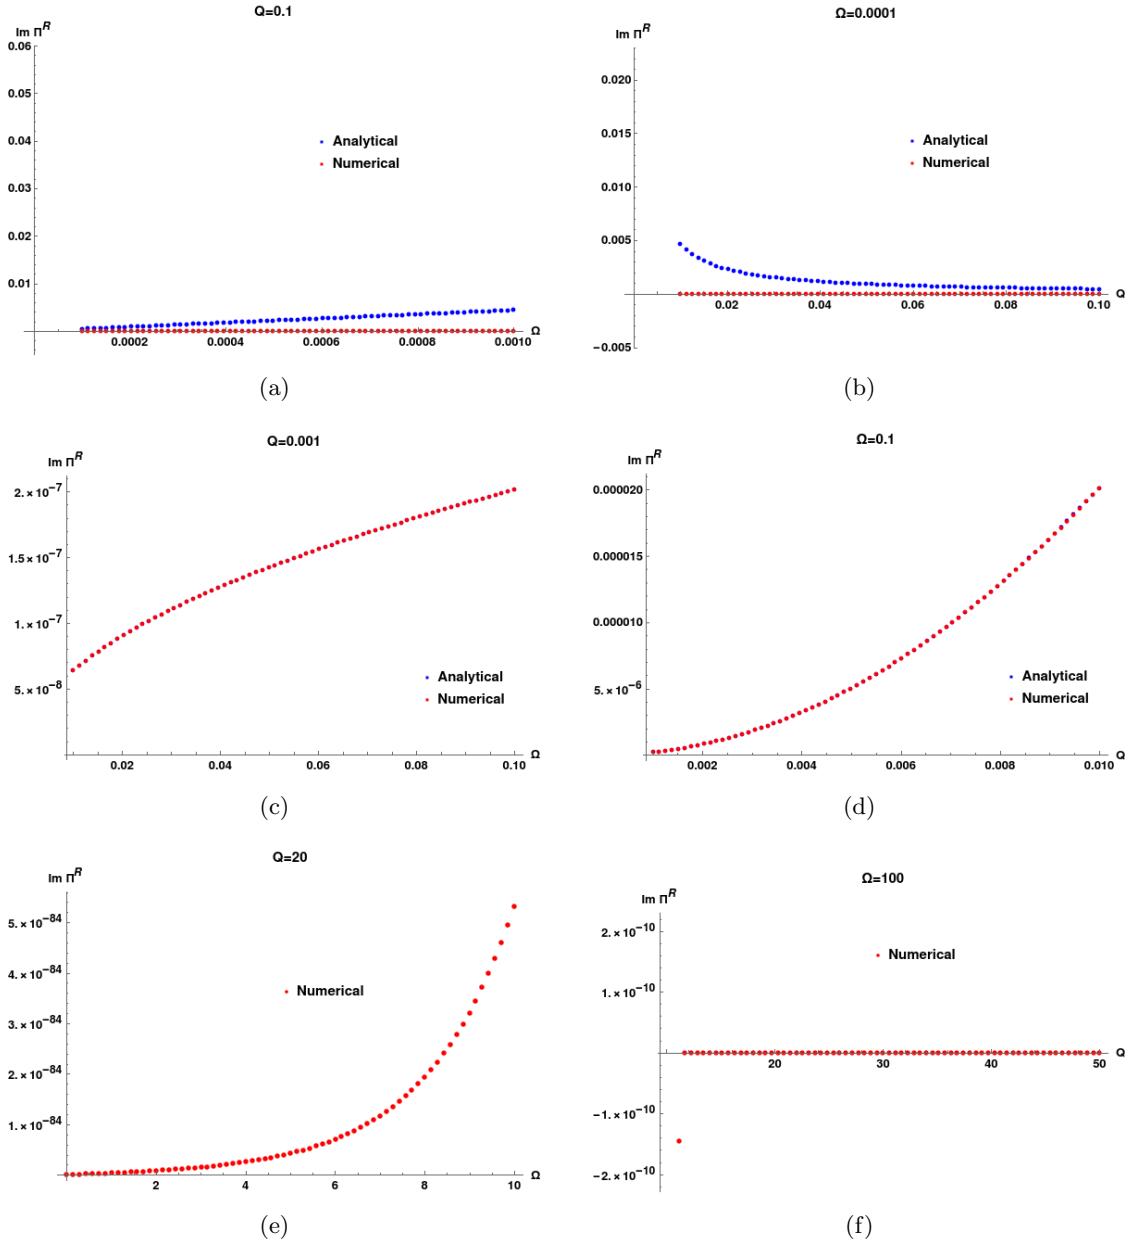 Q=0.1
Im Π^R
0.06
0.05
0.04
0.03
0.02
0.01
Analytical
Numerical
0.0002 0.0004 0.0006 0.0008 0.0010 Ω
(a)
Ω=0.0001
Im Π^R
0.020
0.015
0.010
0.005
−0.005
Analytical
Numerical
0.02 0.04 0.06 0.08 0.10 Q
(b)
Q=0.001
Im Π^R
2.×10^−7
1.5×10^−7
1.×10^−7
5.×10^−8
Analytical
Numerical
0.02 0.04 0.06 0.08 0.10 Ω
(c)
Ω=0.1
Im Π^R
0.000020
0.000015
0.000010
5.×10^−6
Analytical
Numerical
0.002 0.004 0.006 0.008 0.010 Q
(d)
Q=20
Im Π^R
5.×10^−84
4.×10^−84
3.×10^−84
2.×10^−84
1.×10^−84
Numerical
2 4 6 8 10 Ω
(e)
Ω=100
Im Π^R
2.×10^−10
1.×10^−10
−1.×10^−10
−2.×10^−10
Numerical
20 30 40 50 Q
(f)